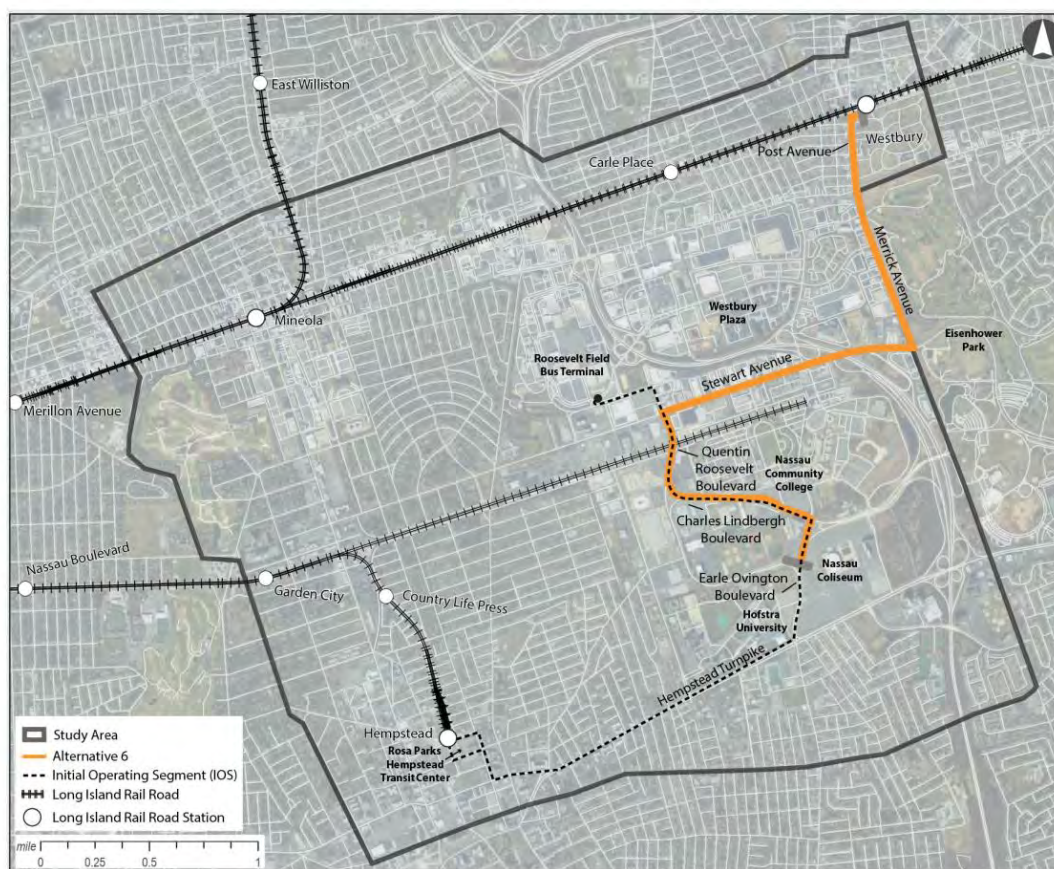 East Williston
Westbury
Post Avenue
Carle Place
Merrick Avenue
Mineola
Westbury
Plaza
Eisenhower
Park
Roosevelt Field
Bus Terminal
Stewart Avenue
Merillon Avenue
Quentin
Roosevelt
Boulevard
Nassau
Community
College
Charles Lindbergh
Boulevard
Nassau Boulevard
Nassau
Coliseum
Garden City
Earle Ovington
Boulevard
Country Life Press
Hofstra
University
Hempstead Turnpike
Hempstead
Rosa Parks
Hempstead
Transit Center
Study Area
Alternative 6
Initial Operating Segment (IOS)
Long Island Rail Road
Long Island Rail Road Station
mile
0 0.25 0.5 1